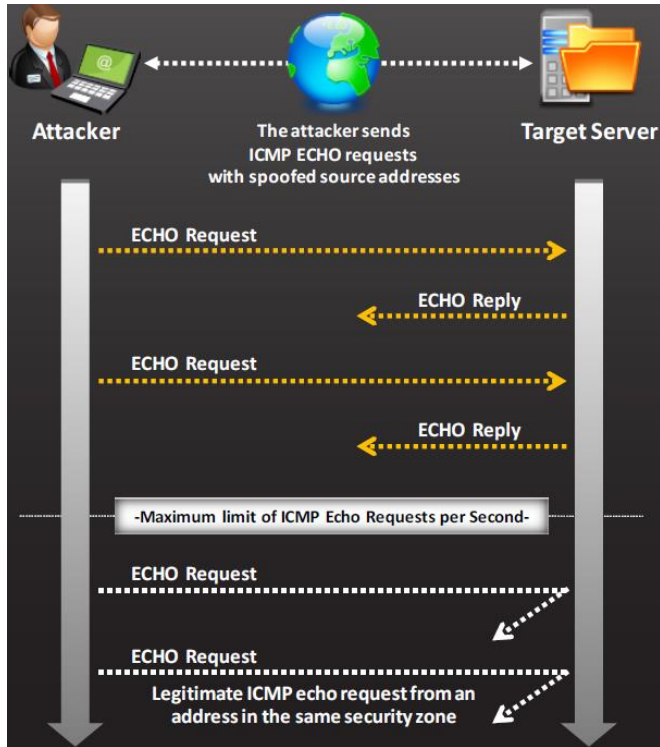 @
Attacker
The attacker sends
ICMP ECHO requests
with spoofed source addresses
Target Server
ECHO Request
ECHO Reply
ECHO Request
ECHO Reply
-Maximum limit of ICMP Echo Requests per Second-
ECHO Request
ECHO Request
Legitimate ICMP echo request from an
address in the same security zone